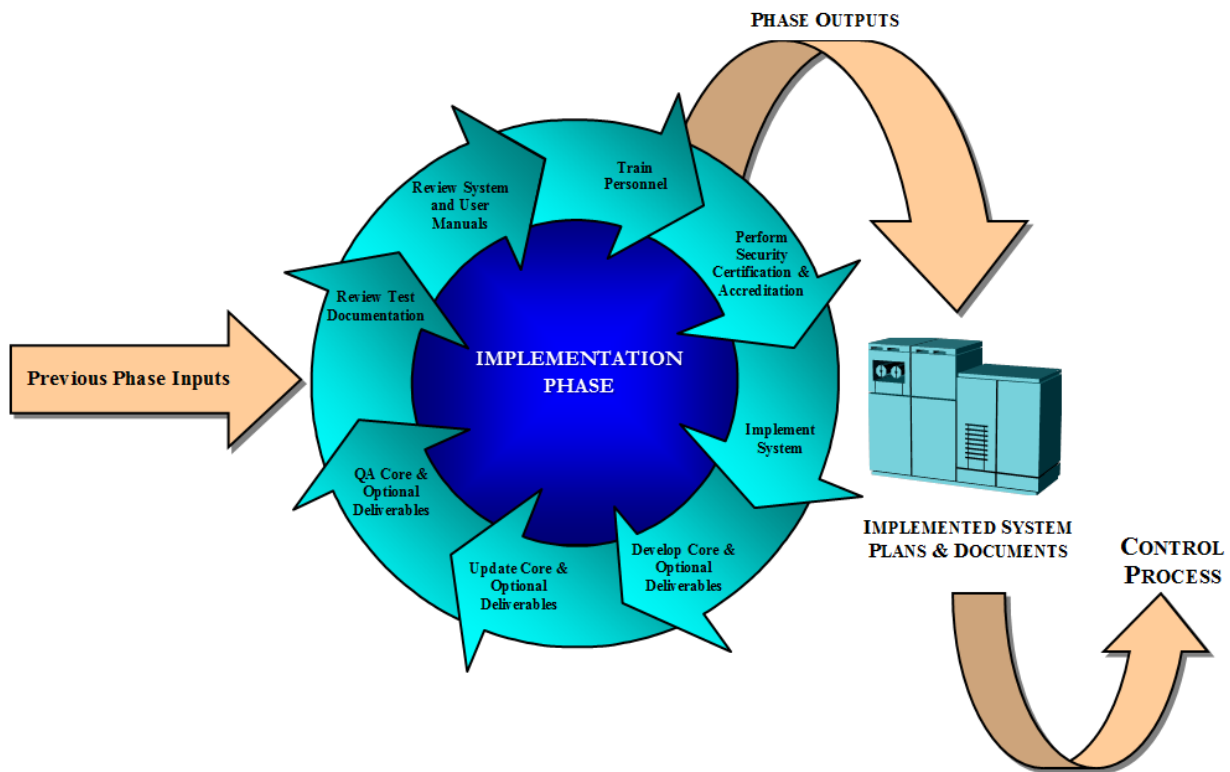 PHASE OUTPUTS
Train
Personnel
Review System
and User
Manuals
Perform
Security
Certification &
Accreditation
Review Test
Documentation
IMPLEMENTATION
PHASE
Previous Phase Inputs
Implement
System
QA Core &
Optional
Deliverables
Develop Core &
Optional
Deliverables
Update Core &
Optional
Deliverables
IMPLEMENTED SYSTEM
PLANS & DOCUMENTS
CONTROL
PROCESS